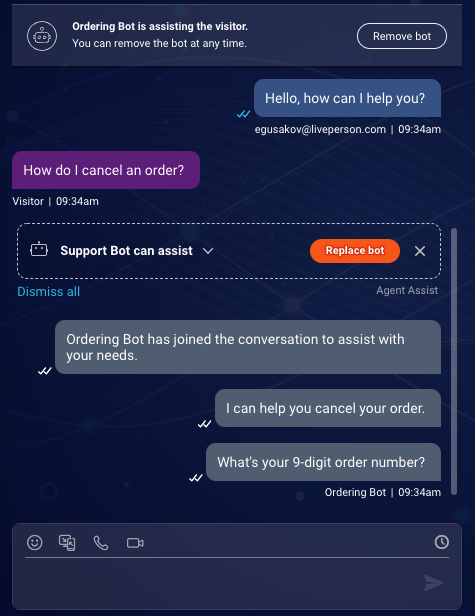 Ordering Bot is assisting the visitor.
You can remove the bot at any time.
Remove bot
Hello, how can I help you?
egusakov@liveperson.com | 09:34am
How do I cancel an order?
Visitor | 09:34am
Support Bot can assist
Replace bot
Dismiss all
Agent Assist
Ordering Bot has joined the conversation to assist with
your needs.
I can help you cancel your order.
What's your 9-digit order number?
Ordering Bot | 09:34am